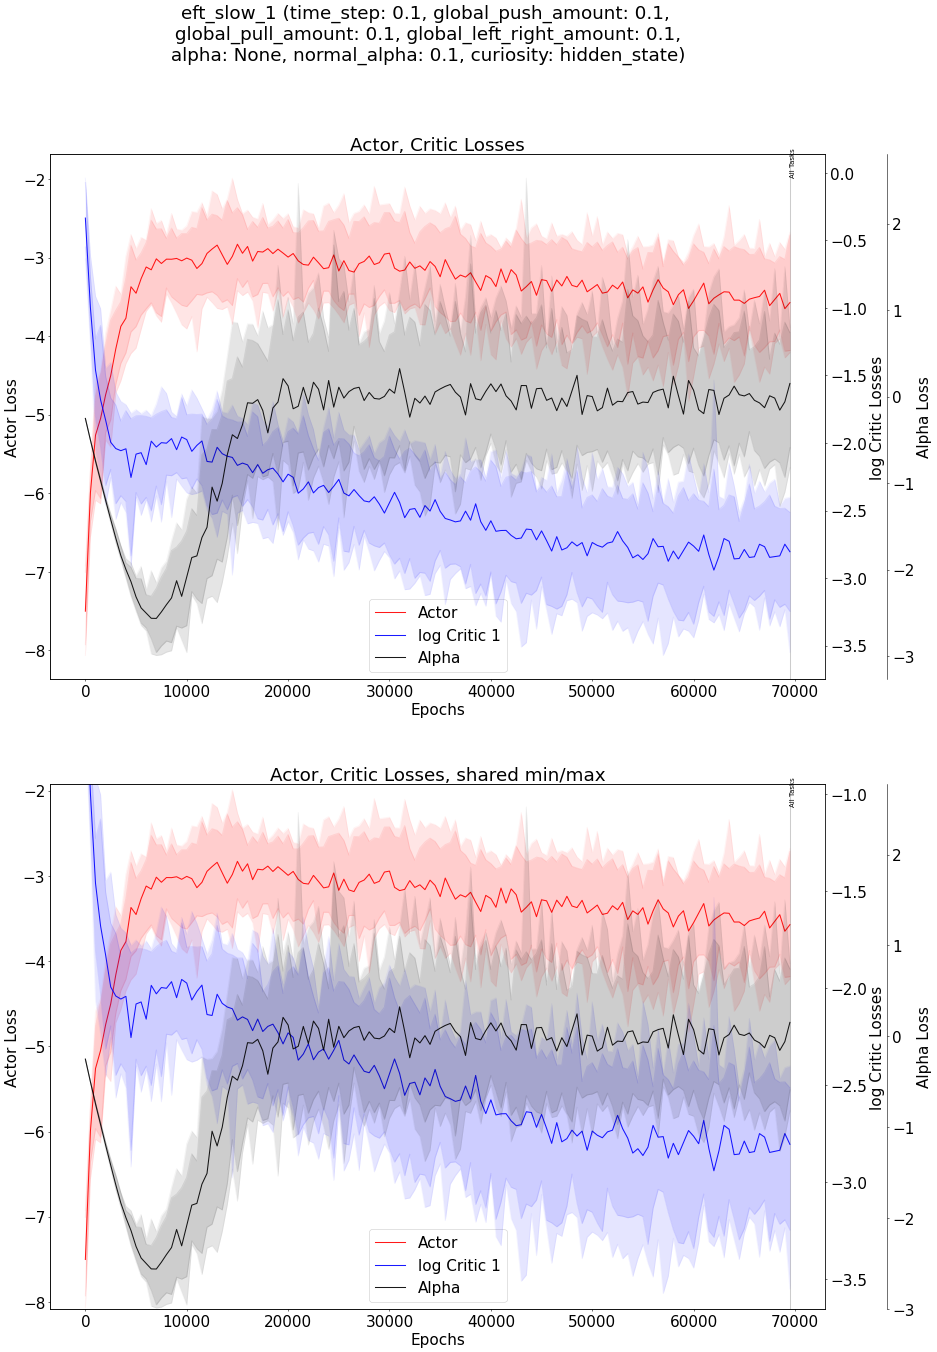 eft_slow_1 (time_step: 0.1, global_push_amount: 0.1,
global_pull_amount: 0.1, global_left_right_amount: 0.1,
alpha: None, normal_alpha: 0.1, curiosity: hidden_state)
Actor, Critic Losses
All Tasks
−2
−3
−4
−5
−6
−7
−8
Actor Loss
0.0
−0.5
−1.0
−1.5
−2.0
−2.5
−3.0
−3.5
log Critic Losses
2
1
0
−1
−2
−3
Alpha Loss
Actor
log Critic 1
Alpha
0 10000 20000 30000 40000 50000 60000 70000
Epochs
Actor, Critic Losses, shared min/max
All Tasks
−2
−3
−4
−5
−6
−7
−8
Actor Loss
−1.0
−1.5
−2.0
−2.5
−3.0
−3.5
log Critic Losses
2
1
0
−1
−2
−3
Alpha Loss
Actor
log Critic 1
Alpha
0 10000 20000 30000 40000 50000 60000 70000
Epochs